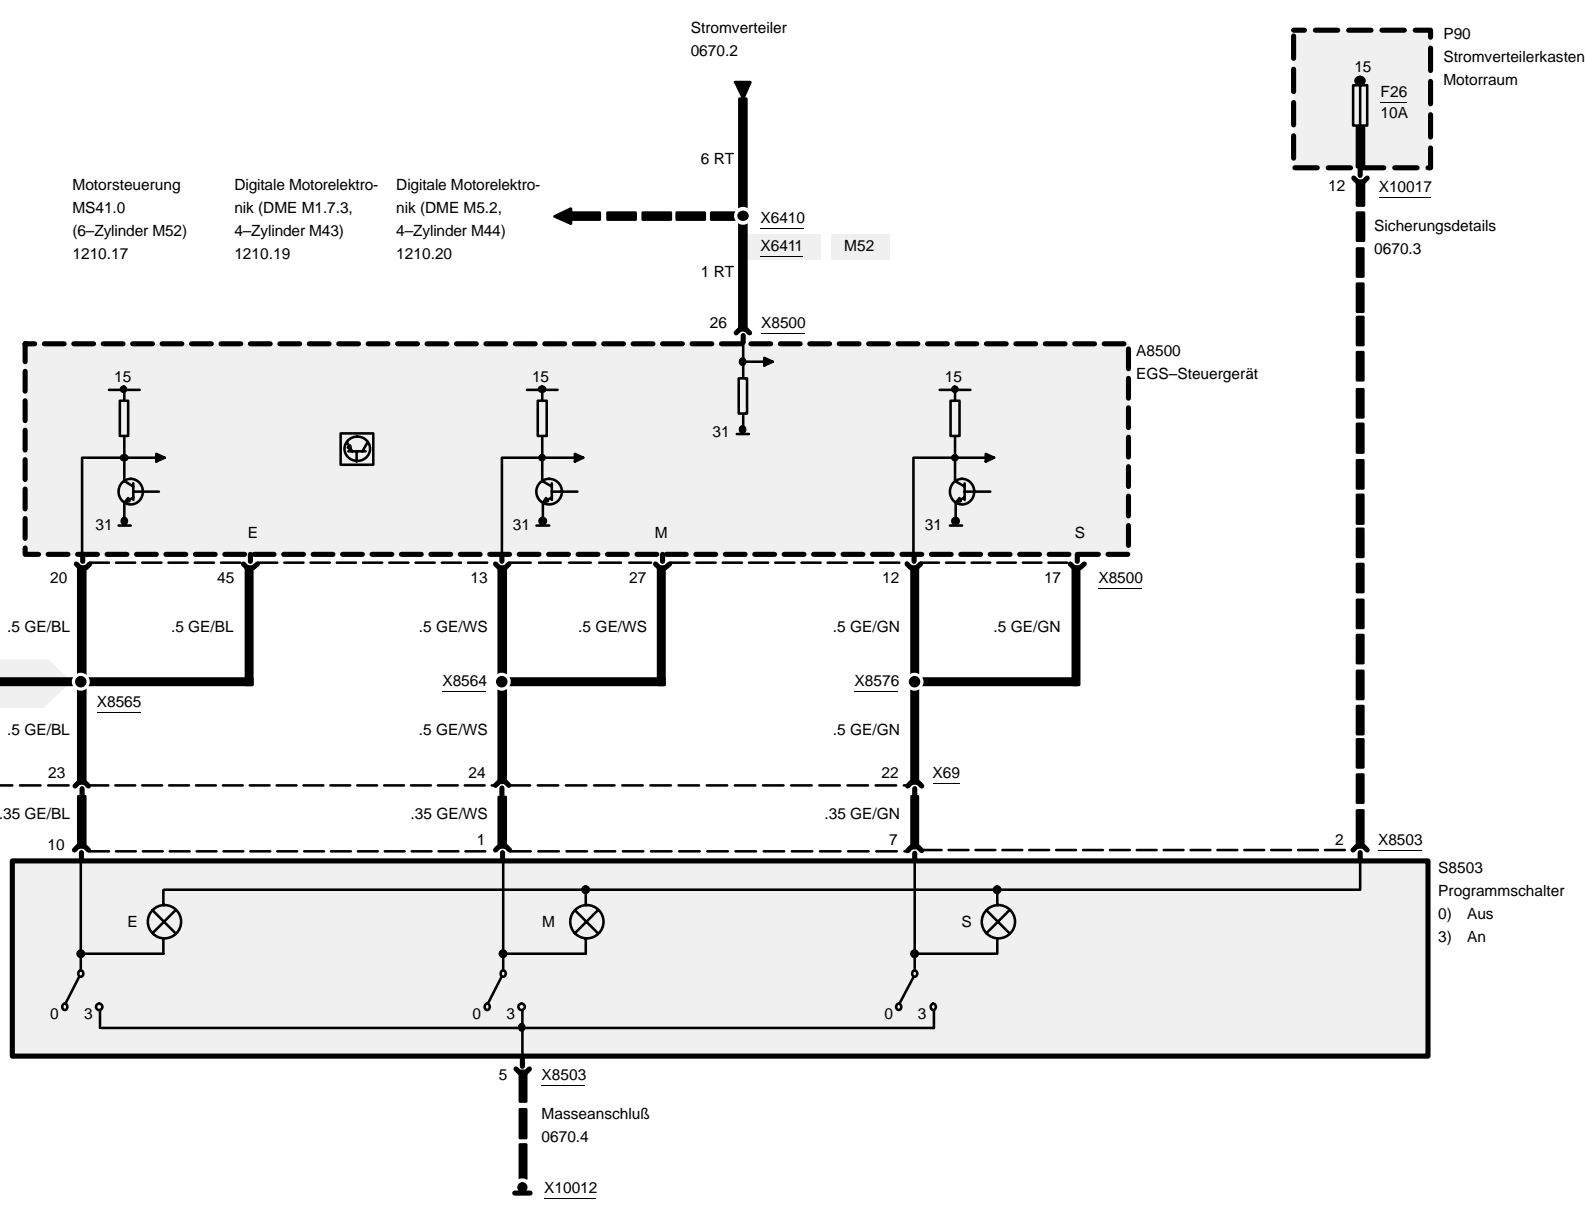 Stromverteiler
0670.2
P90
Stromverteilerkasten
Motorraum
15
F26
10A
6 RT
12
X10017
Motorsteuerung
MS41.0
(6–Zylinder M52)
1210.17
Digitale Motorelektro-
nik (DME M1.7.3,
4–Zylinder M43)
1210.19
Digitale Motorelektro-
nik (DME M5.2,
4–Zylinder M44)
1210.20
X6410
X6411
M52
Sicherungsdetails
0670.3
1 RT
26
X8500
A8500
EGS–Steuergerät
15
15
15
31
31
31
31
E
M
S
20
45
13
27
12
17
X8500
.5 GE/BL
.5 GE/BL
.5 GE/WS
.5 GE/WS
.5 GE/GN
.5 GE/GN
X8565
X8564
X8576
.5 GE/BL
.5 GE/WS
.5 GE/GN
23
24
22
X69
.35 GE/BL
.35 GE/WS
.35 GE/GN
10
1
7
2
X8503
S8503
Programmschalter
0) Aus
3) An
E
M
S
0
3
0
3
0
3
5
X8503
Masseanschluß
0670.4
X10012